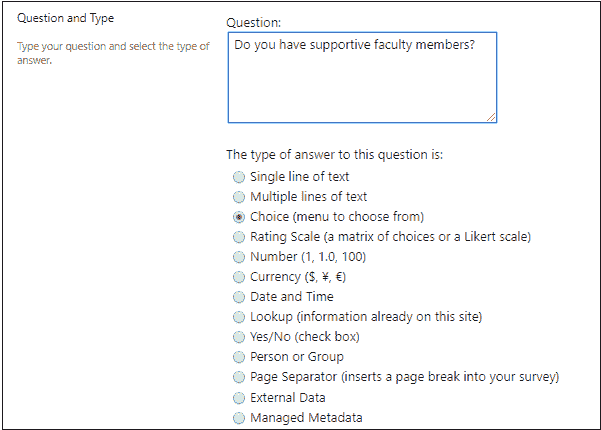 Question and Type
Type your question and select the type of
answer.
Question:
Do you have supportive faculty members?
The type of answer to this question is:
Single line of text
Multiple lines of text
Choice (menu to choose from)
Rating Scale (a matrix of choices or a Likert scale)
Number (1, 1.0, 100)
Currency ($, ¥, €)
Date and Time
Lookup (information already on this site)
Yes/No (check box)
Person or Group
Page Separator (inserts a page break into your survey)
External Data
Managed Metadata